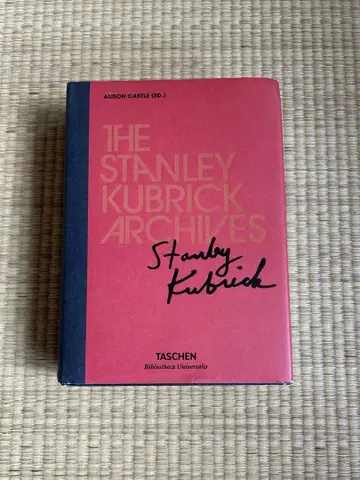 ALISON CASTLE (ED.)
THE
STANLEY
KUBRICK
ARCHIVES
Stanley
Kubrick
TASCHEN
Bibliotheca Universalis